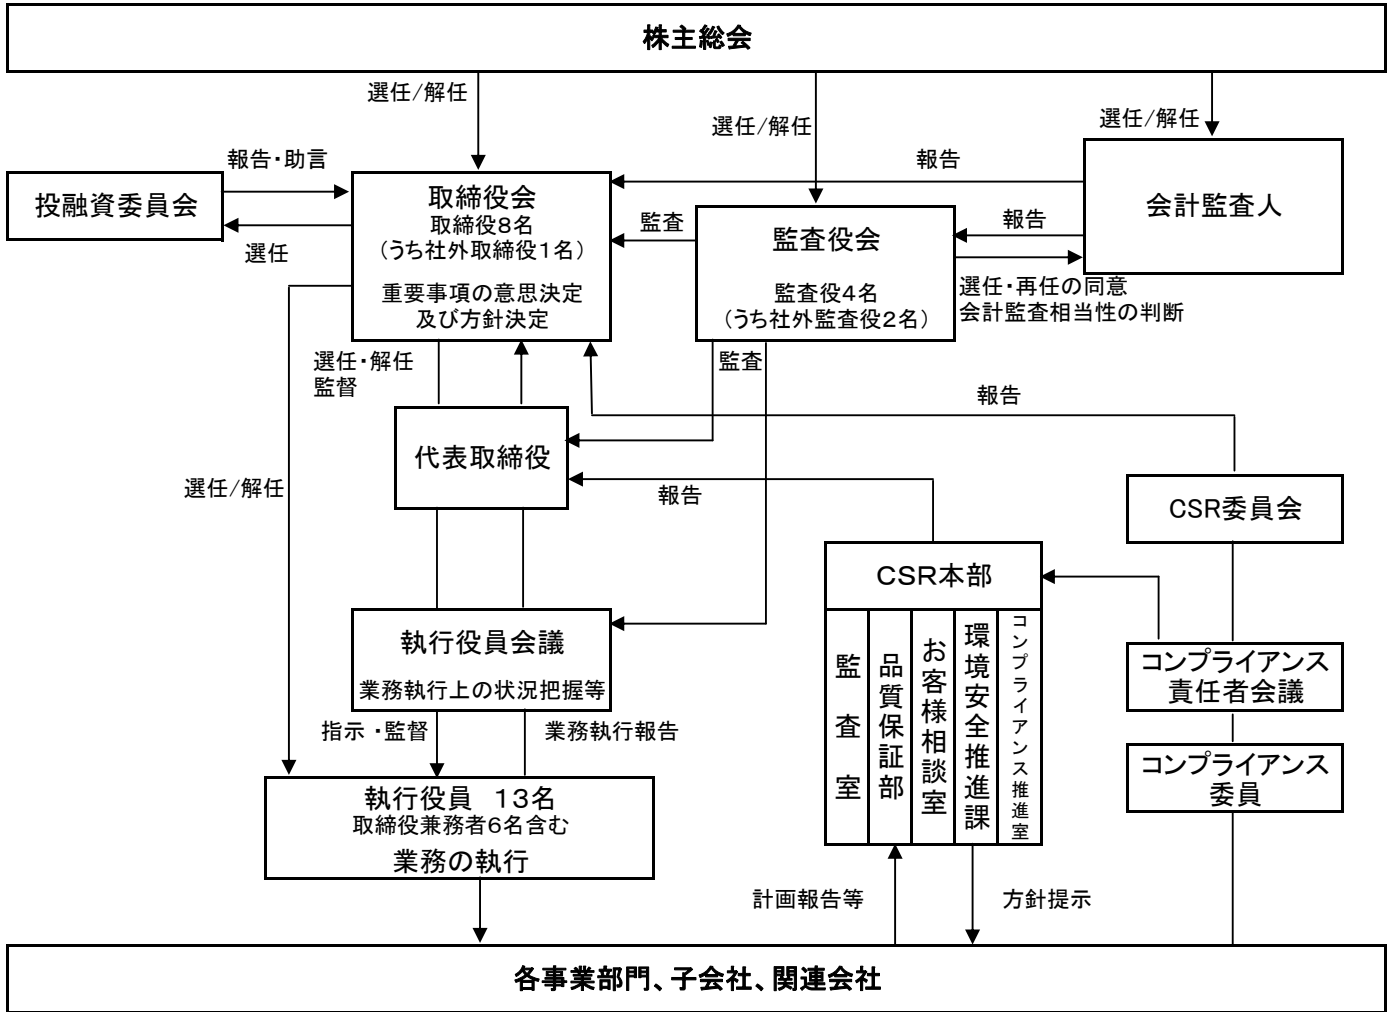 株主総会
選任/解任
選任/解任
選任/解任
報告・助言
報告
投融資委員会
取締役会
取締役8名
（うち社外取締役1名）
重要事項の意思決定
及び方針決定
選任
監査
監査役会
監査役4名
（うち社外監査役2名）
報告
会計監査人
選任・再任の同意
会計監査相当性の判断
選任・解任
監督
監査
報告
代表取締役
選任/解任
報告
CSR委員会
CSR本部
監査室
品質保証部
お客様相談室
環境安全推進課
コンプライアンス推進室
執行役員会議
業務執行上の状況把握等
コンプライアンス
責任者会議
指示・監督
業務執行報告
コンプライアンス
委員
執行役員　13名
取締役兼務者6名含む
業務の執行
計画報告等
方針提示
各事業部門、子会社、関連会社